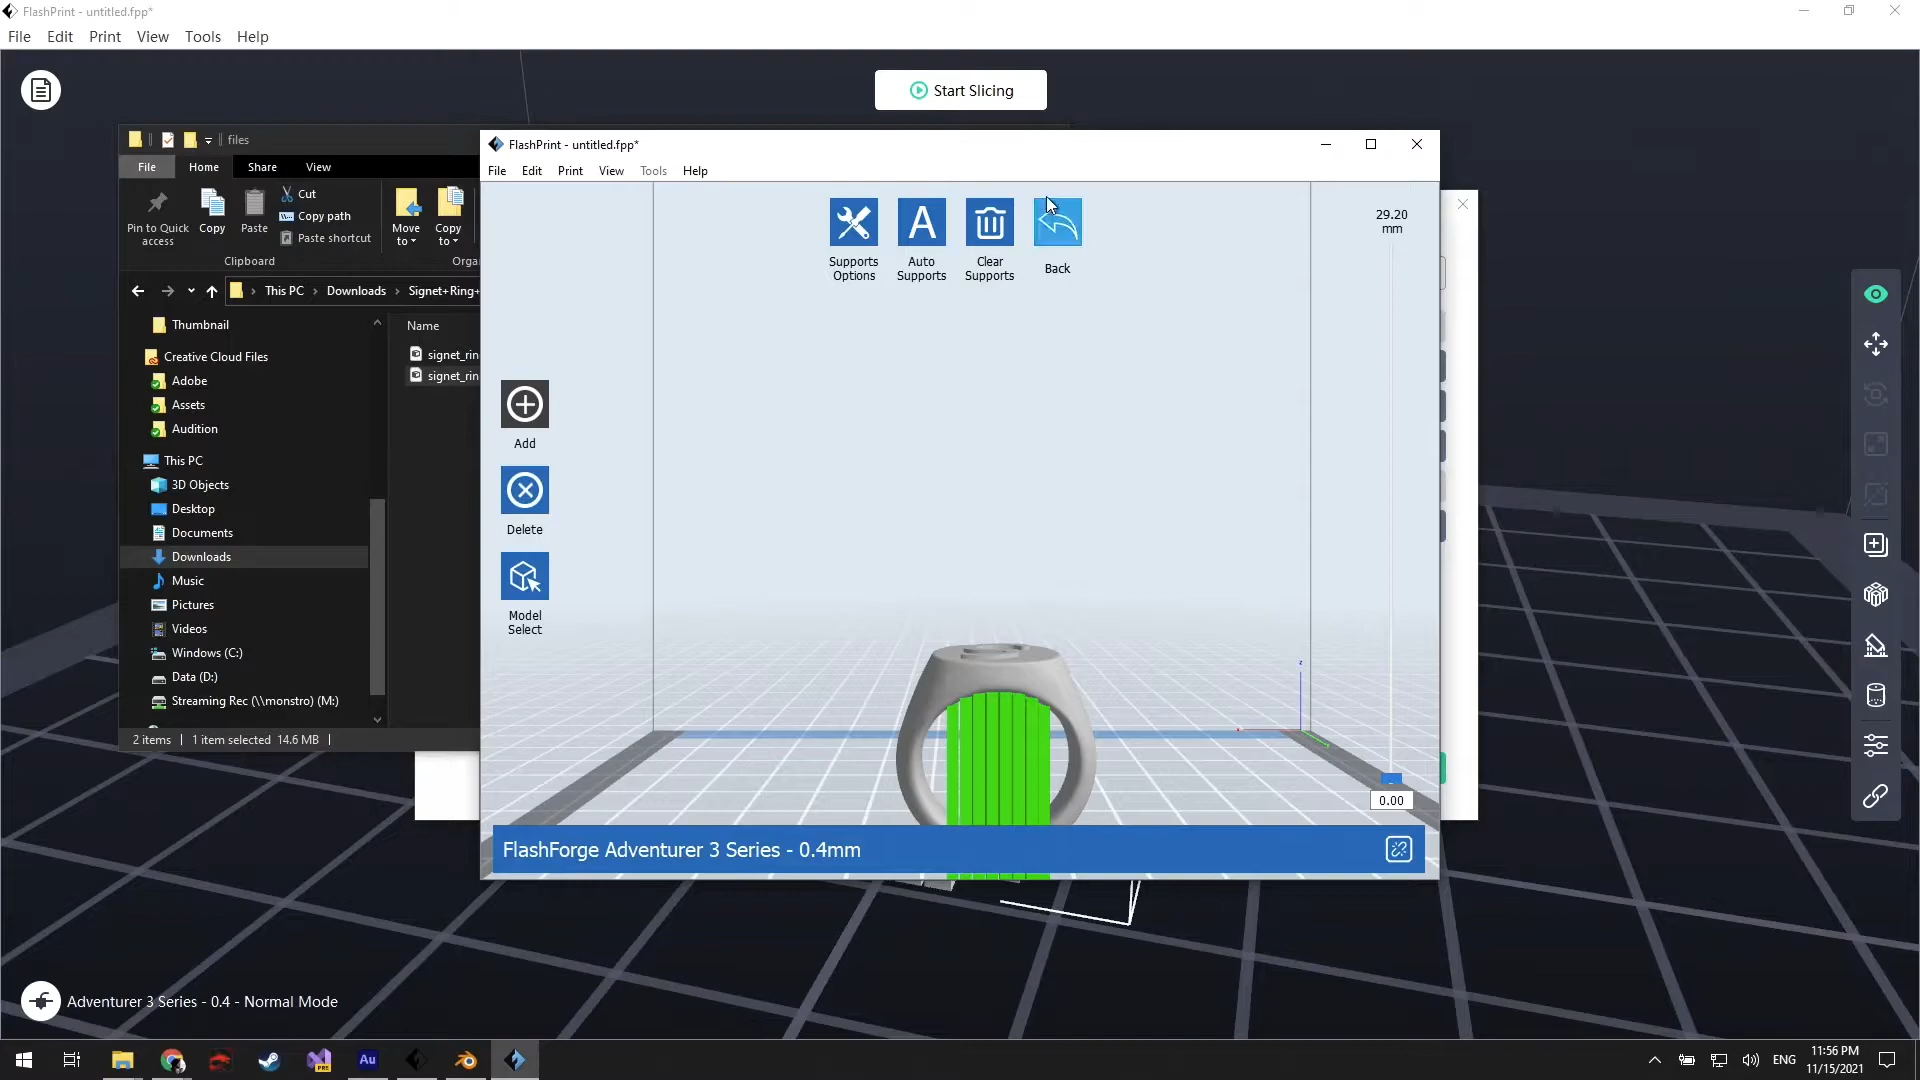 FlashPrint - untitled.fpp*
File Edit Print View Tools Help
Start Slicing
files
File Home Share View
Pin to Quick access
Copy
Paste
Cut
Copy path
Paste shortcut
Move to
Copy to
Clipboard
This PC Downloads Signet+Ring+
Name
Thumbnail
Creative Cloud Files
Adobe
Assets
Audition
This PC
3D Objects
Desktop
Documents
Downloads
Music
Pictures
Videos
Windows (C:)
Data (D:)
Streaming Rec (\\monstro) (M:)
signet_rin
signet_rin
2 items 1 item selected 14.6 MB
FlashPrint - untitled.fpp*
File Edit Print View Tools Help
Supports Options
A
Auto Supports
Clear Supports
Back
29.20
mm
Add
Delete
Model Select
z
0.00
FlashForge Adventurer 3 Series - 0.4mm
Adventurer 3 Series - 0.4 - Normal Mode
Au
PRE
ENG
11:56 PM
11/15/2021